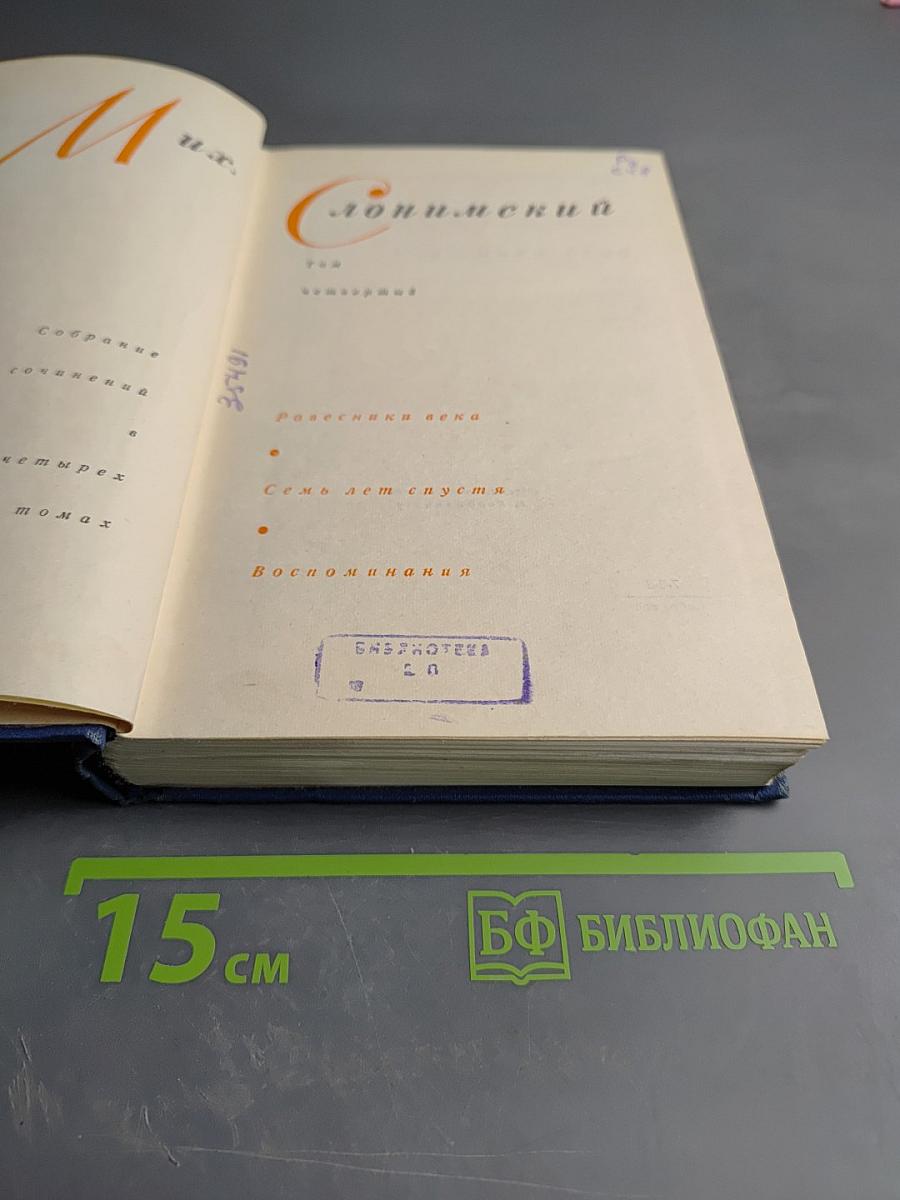 Мих.
Собрание
сочинений
в
четырех
томах
Слонимский
том
четвертый
35491
Ровесники века
•
Семь лет спустя
•
Воспоминания
БИБЛИОТЕКА
15 см
БФ БИБЛИОФАН